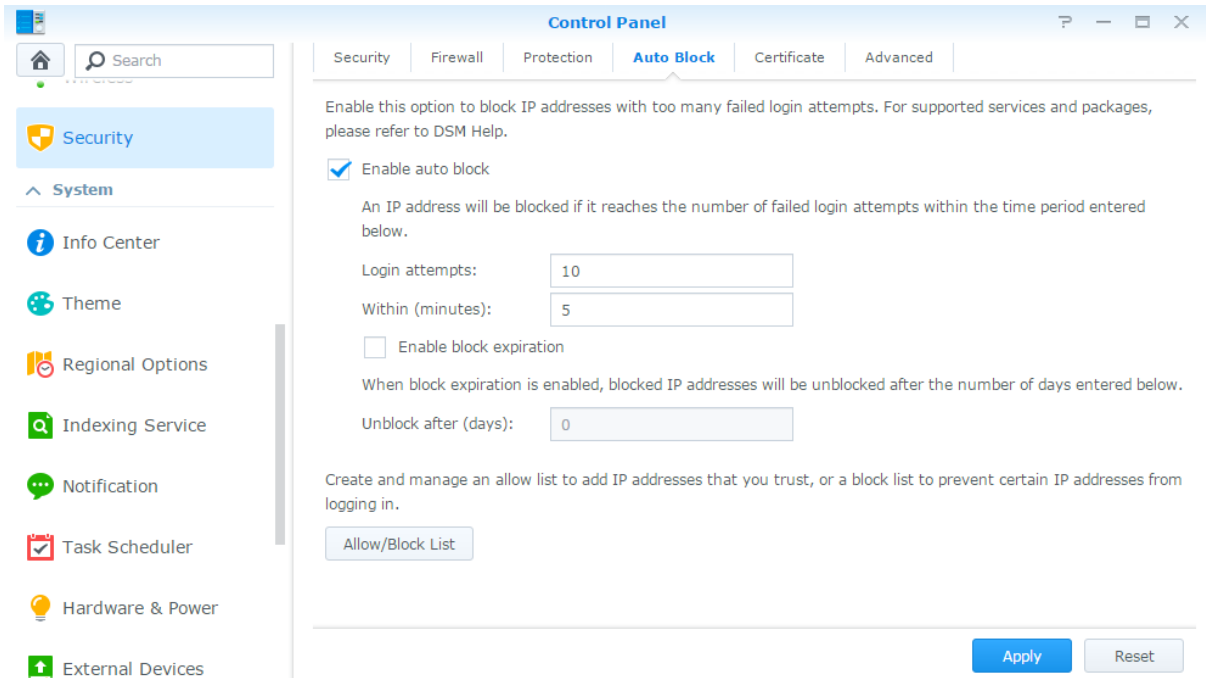 Control Panel
Search
Security
Firewall
Protection
Auto Block
Certificate
Advanced
Security
System
Info Center
Theme
Regional Options
Indexing Service
Notification
Task Scheduler
Hardware & Power
External Devices
Enable this option to block IP addresses with too many failed login attempts. For supported services and packages,
please refer to DSM Help.
Enable auto block
An IP address will be blocked if it reaches the number of failed login attempts within the time period entered
below.
Login attempts: 10
Within (minutes): 5
Enable block expiration
When block expiration is enabled, blocked IP addresses will be unblocked after the number of days entered below.
Unblock after (days): 0
Create and manage an allow list to add IP addresses that you trust, or a block list to prevent certain IP addresses from
logging in.
Allow/Block List
Apply
Reset